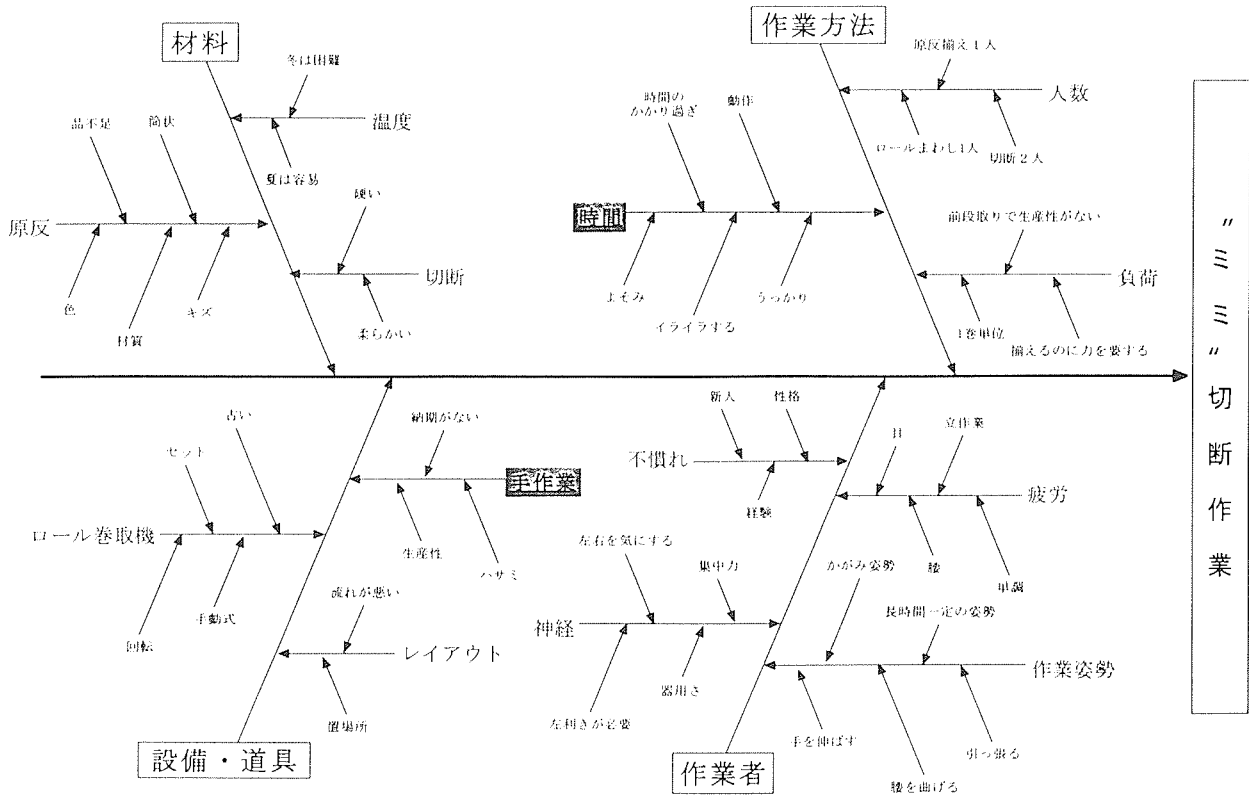 材料
冬は困難
温度
夏は容易
品不足
筒状
原反
色
材質
キズ
硬い
切断
柔らかい
作業方法
原反揃え1人
人数
ロールまわし1人
切断2人
時間の
かかり過ぎ
動作
時間
よそみ
イライラする
うっかり
前段取りで生産性がない
負荷
1巻単位
揃えるのに力を要する
"ミミ"切断作業
古い
セット
ロール巻取機
回転
手動式
納期がない
手作業
生産性
ハサミ
流れが悪い
レイアウト
置場所
設備・道具
新人
性格
不慣れ
経験
目
立作業
疲労
腰
単調
左右を気にする
集中力
神経
左利きが必要
器用さ
かがみ姿勢
長時間一定の姿勢
作業姿勢
手を伸ばす
腰を曲げる
引っ張る
作業者